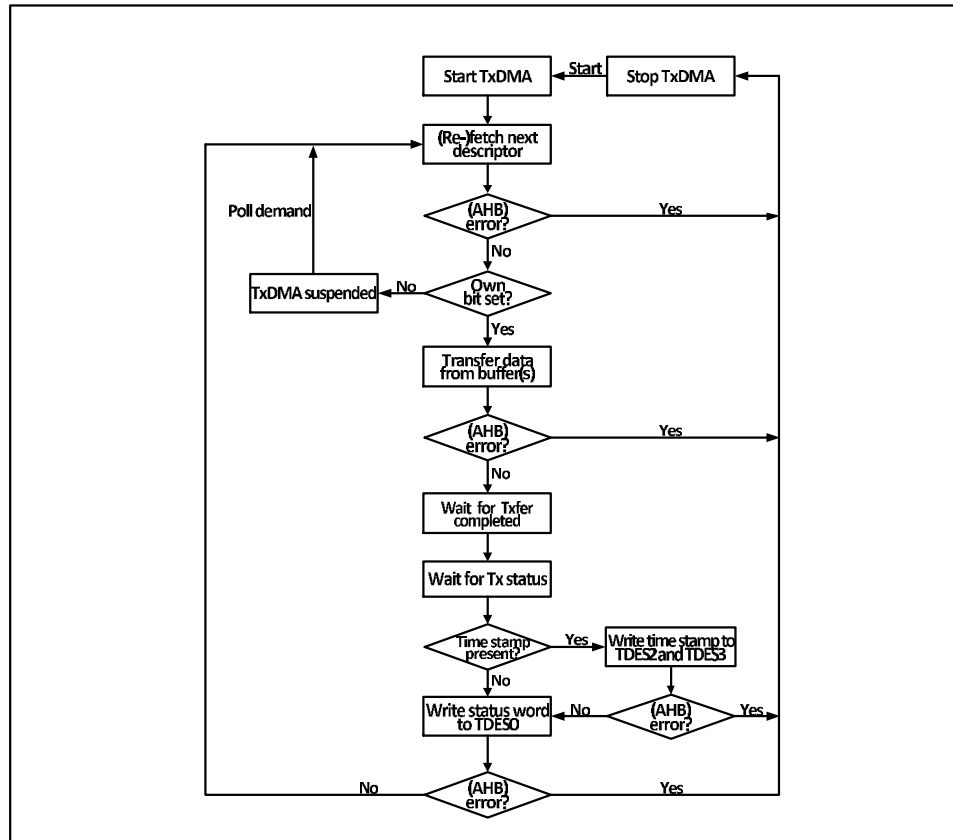 Start TxDMA
Start
Stop TxDMA
(Re-)fetch next
descriptor
Poll demand
(AHB)
error?
Yes
No
TxDMA suspended
No
Own
bit set?
Yes
Transfer data
from buffer(s)
(AHB)
error?
Yes
No
Wait for Txfer
completed
Wait for Tx status
Time stamp
present?
Yes
Write time stamp to
TDES2 and TDES3
No
Write status word
to TDES0
No
(AHB)
error?
Yes
No
(AHB)
error?
Yes